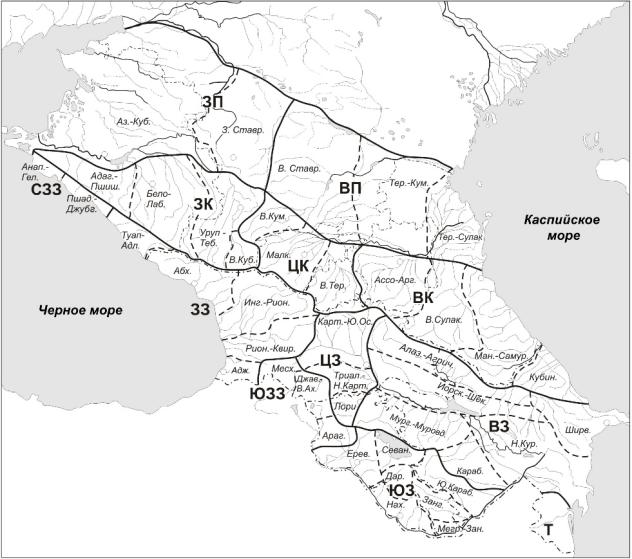 ЗП
Аз.-Куб.
З. Ставр.
Анап.-
Гел.
СЗЗ
Адаг.-
Пшиш.
Пшад.-
Джубг.
Бело-
Лаб.
ЗК
Уруп-
Теб.
Туап-
Адл.
В.Куб.
В. Ставр.
ВП
Тер.-Кум.
В.Кум.
Тер.-Сулак
Каспийское
море
Малк.
ЦК
В.Тер.
Ассо-Арг.
ВК
В.Сулак.
Абх.
Черное море
ЗЗ
Инг.-Рион.
Карт.-Ю.Ос.
Рион.-Квир.
ЦЗ
Алаз.-Агрич.
Ман.-Самур.
Адж.
Месх.
Джав.-
В.Ах.
Триал.-
Н.Карт.
Иорск.-Шек.
Кубин.
ЮЗЗ
Лори
Мург.-Муровд.
ВЗ
Ширв.
Араг.
Н.Кур.
Ерев.
Севан.
Дар.
Караб.
ЮЗ
Ю.Караб.
Нах.
Занг.
Мегр.-Зан.
Т